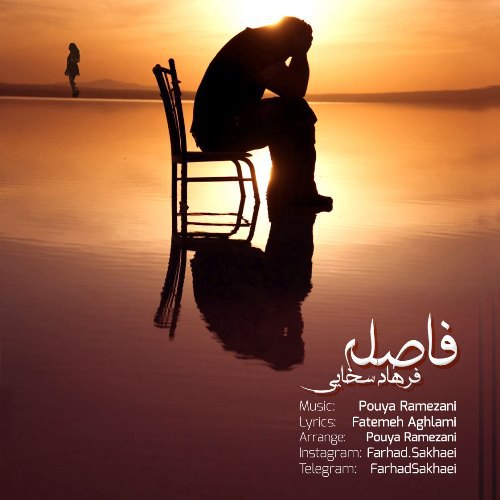 فاصله
فرهاد سخایی
Music: Pouya Ramezani
Lyrics: Fatemeh Aghlami
Arrange: Pouya Ramezani
Instagram: Farhad.Sakhaei
Telegram: FarhadSakhaei